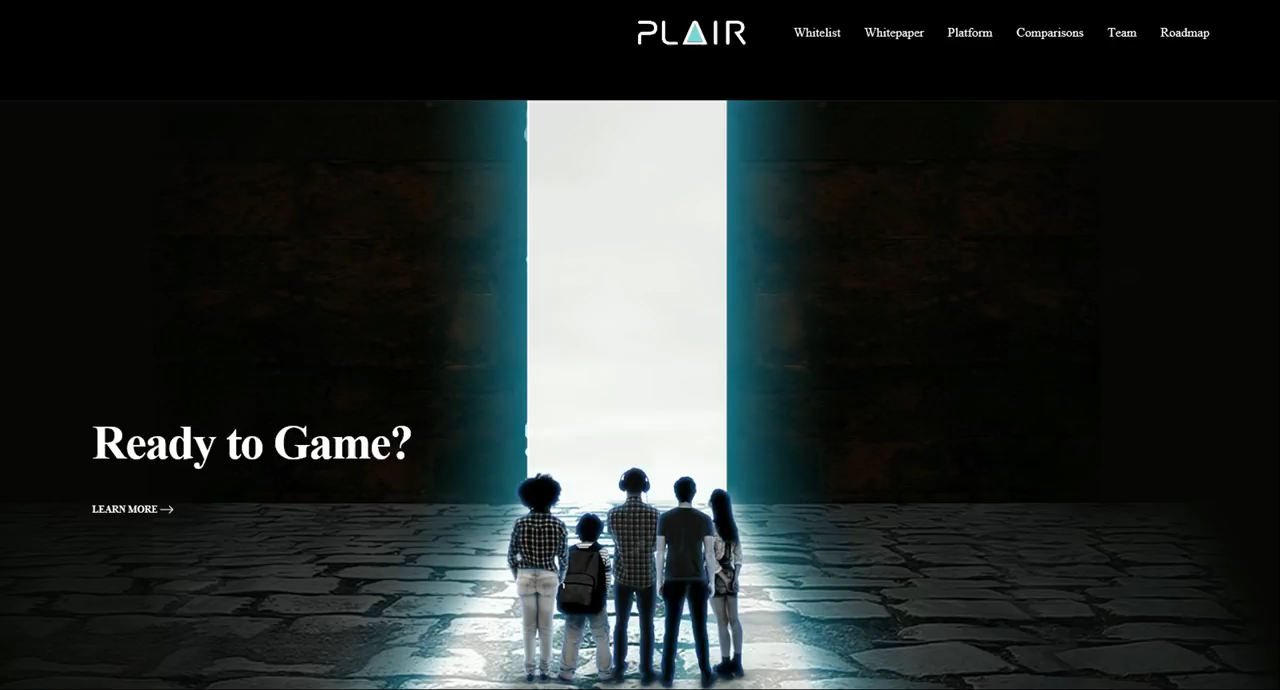 PLAIR
Whitelist Whitepaper Platform Comparisons Team Roadmap
Ready to Game?
LEARN MORE